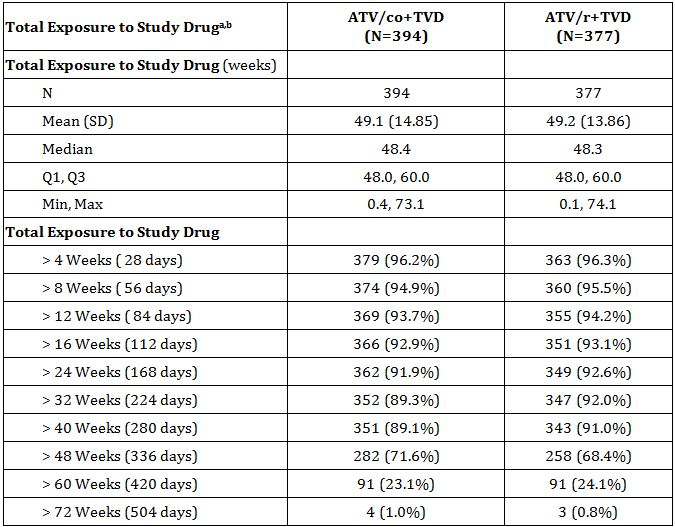 Total Exposure to Study Drugᵃ,ᵇ ATV/co+TVD (N=394) ATV/r+TVD (N=377)
Total Exposure to Study Drug (weeks)
N 394 377
Mean (SD) 49.1 (14.85) 49.2 (13.86)
Median 48.4 48.3
Q1, Q3 48.0, 60.0 48.0, 60.0
Min, Max 0.4, 73.1 0.1, 74.1
Total Exposure to Study Drug
> 4 Weeks ( 28 days) 379 (96.2%) 363 (96.3%)
> 8 Weeks ( 56 days) 374 (94.9%) 360 (95.5%)
> 12 Weeks ( 84 days) 369 (93.7%) 355 (94.2%)
> 16 Weeks (112 days) 366 (92.9%) 351 (93.1%)
> 24 Weeks (168 days) 362 (91.9%) 349 (92.6%)
> 32 Weeks (224 days) 352 (89.3%) 347 (92.0%)
> 40 Weeks (280 days) 351 (89.1%) 343 (91.0%)
> 48 Weeks (336 days) 282 (71.6%) 258 (68.4%)
> 60 Weeks (420 days) 91 (23.1%) 91 (24.1%)
> 72 Weeks (504 days) 4 (1.0%) 3 (0.8%)